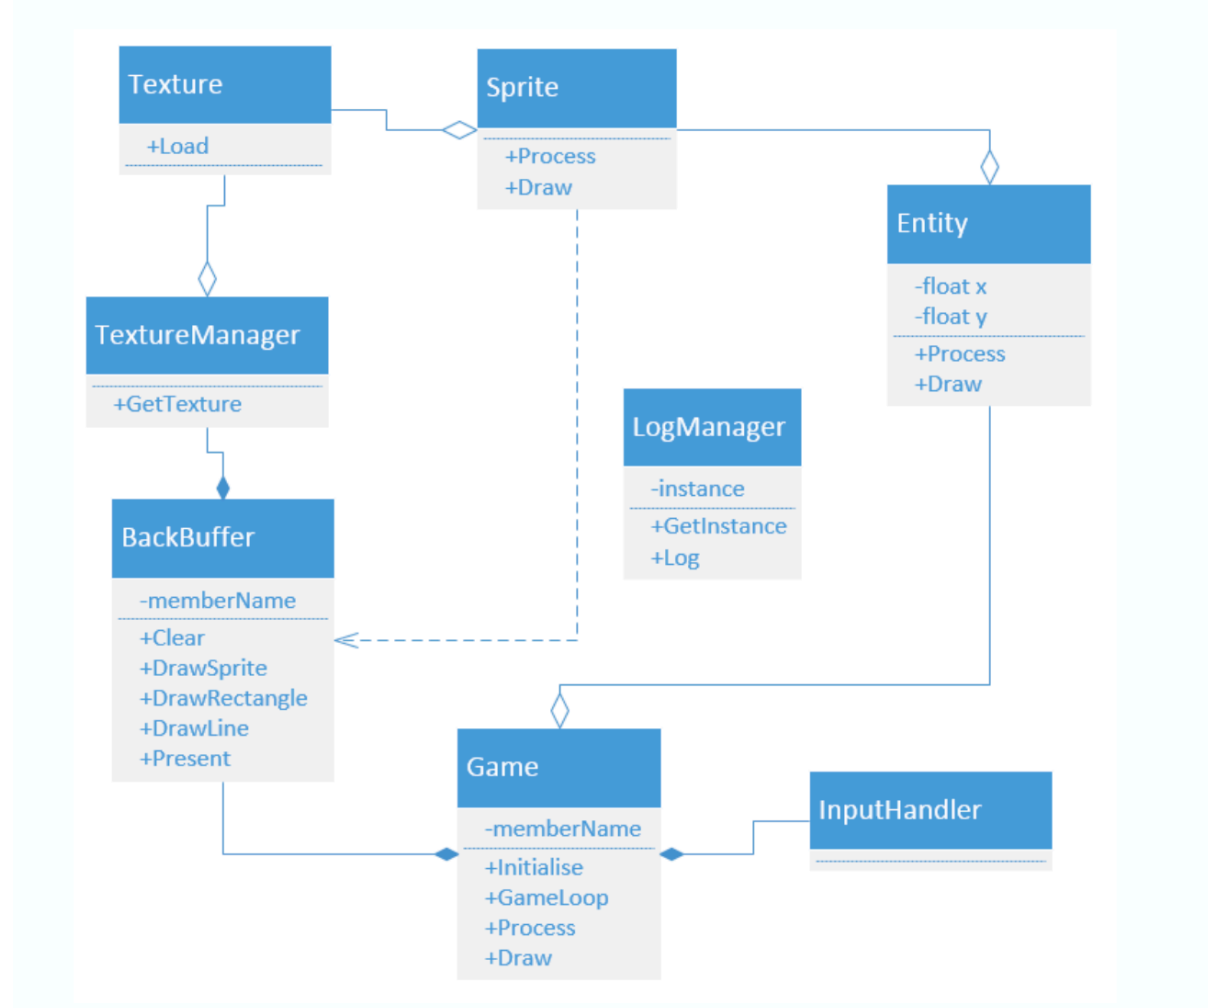 Texture
+Load
Sprite
+Process
+Draw
Entity
-float x
-float y
+Process
+Draw
TextureManager
+GetTexture
LogManager
-instance
+GetInstance
+Log
BackBuffer
-memberName
+Clear
+DrawSprite
+DrawRectangle
+DrawLine
+Present
Game
-memberName
+Initialise
+GameLoop
+Process
+Draw
InputHandler